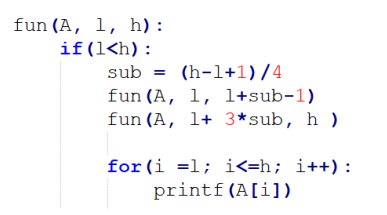 fun(A, l, h):
if(l<h):
sub = (h-l+1)/4
fun(A, l, l+sub-1)
fun(A, l+ 3*sub, h )
for(i =l; i<=h; i++):
printf(A[i])